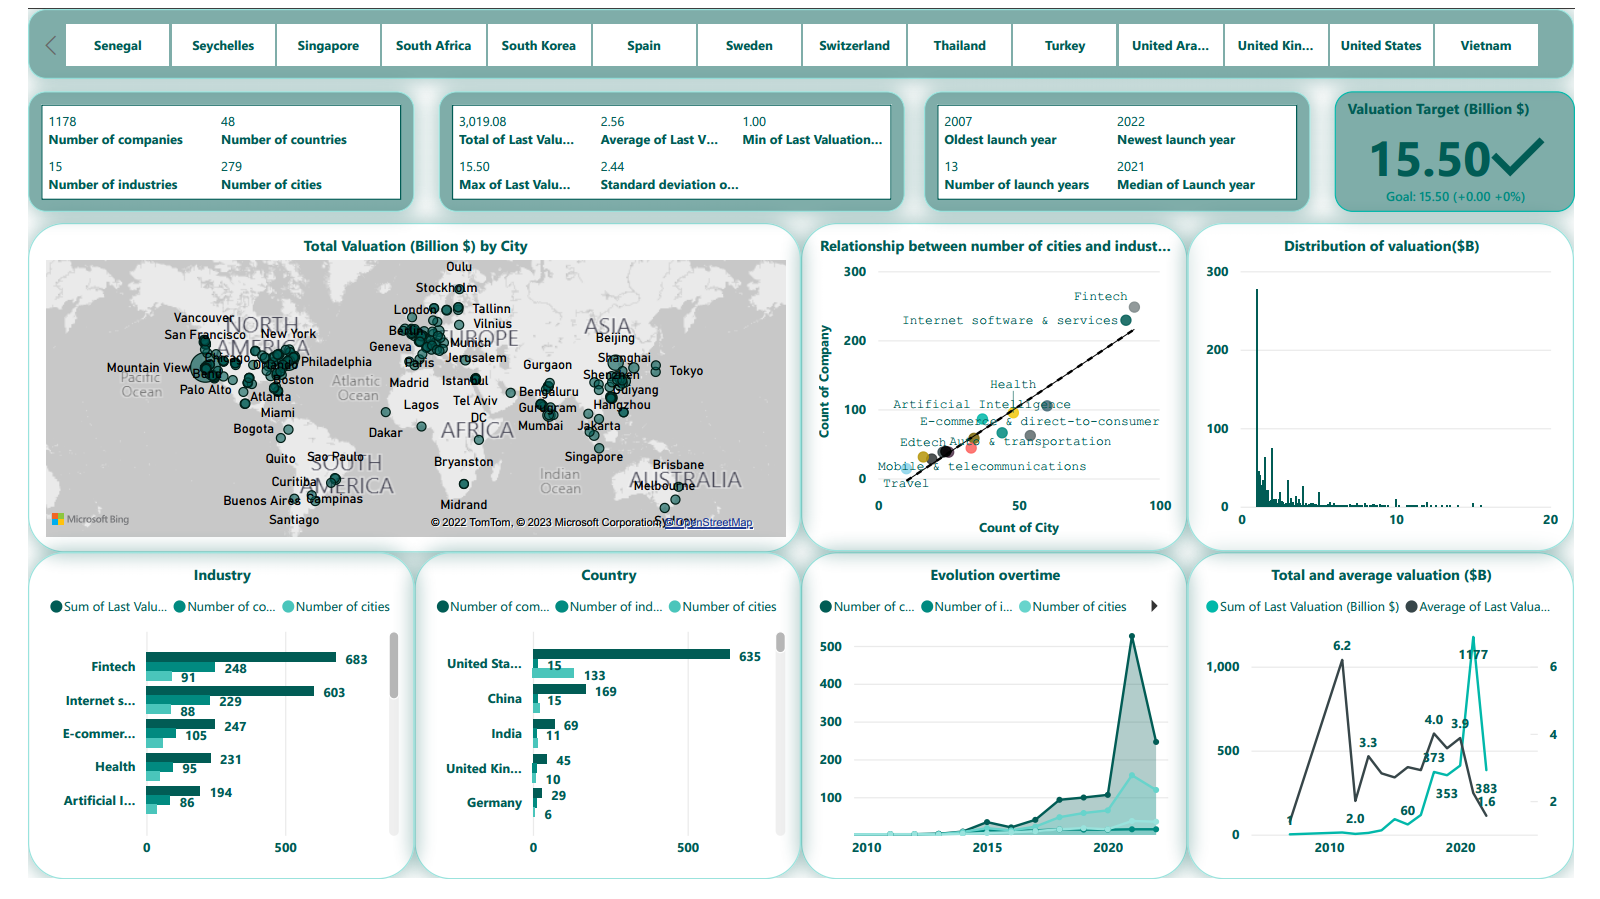 Senegal
Seychelles
Singapore
South Africa
South Korea
Spain
Sweden
Switzerland
Thailand
Turkey
United Ara...
United Kin...
United States
Vietnam
1178
Number of companies
48
Number of countries
15
Number of industries
279
Number of cities
3,019.08
Total of Last Valu...
2.56
Average of Last V...
1.00
Min of Last Valuation...
15.50
Max of Last Valu...
2.44
Standard deviation o...
2007
Oldest launch year
2022
Newest launch year
13
Number of launch years
2021
Median of Launch year
Valuation Target (Billion $)
15.50
Goal: 15.50 (+0.00 +0%)
Total Valuation (Billion $) by City
Oulu
Stockholm
London
Tallinn
Vilnius
Vancouver
NORTH AMERICA
San Francisco
New York
EUROPE
ASIA
Beijing
Geneva
Munich
Mountain View
Chicago
Philadelphia
Paris
Jerusalem
Gurgaon
Shanghai
Shenzhen
Tokyo
Pacific Ocean
Palo Alto
Boston
Atlantic Ocean
Madrid
Istanbul
Bengaluru
Guiyang
Atlanta
Miami
Lagos
Tel Aviv
DC
Gurugram
Hangzhou
Bogota
Dakar
AFRICA
Mumbai
Jakarta
Quito
Sao Paulo
SOUTH AMERICA
Bryanston
Indian Ocean
Singapore
Brisbane
AUSTRALIA
Curitiba
Melbourne
Buenos Aires
Campinas
Midrand
Santiago
Sydney
Microsoft Bing
© 2022 TomTom, © 2023 Microsoft Corporation, © OpenStreetMap
Relationship between number of cities and indust...
300
200
100
0
Count of Company
Fintech
Internet software & services
Health
Artificial Intelligence
E-commerce & direct-to-consumer
Edtech
Auto & transportation
Mobile & telecommunications
Travel
0
50
100
Count of City
Distribution of valuation($B)
300
200
100
0
0
10
20
Industry
Sum of Last Valu...
Number of co...
Number of cities
Fintech
683
248
91
Internet s...
603
229
88
E-commer...
247
105
Health
231
95
Artificial I...
194
86
0
500
Country
Number of com...
Number of ind...
Number of cities
United Sta...
635
15
133
China
169
15
India
69
11
United Kin...
45
10
Germany
29
6
0
500
Evolution overtime
Number of c...
Number of i...
Number of cities
500
400
300
200
100
2010
2015
2020
Total and average valuation ($B)
Sum of Last Valuation (Billion $)
Average of Last Valua...
1,000
500
0
6
4
2
6.2
1177
4.0
3.9
3.3
373
353
383
1.6
60
2.0
1
2010
2020